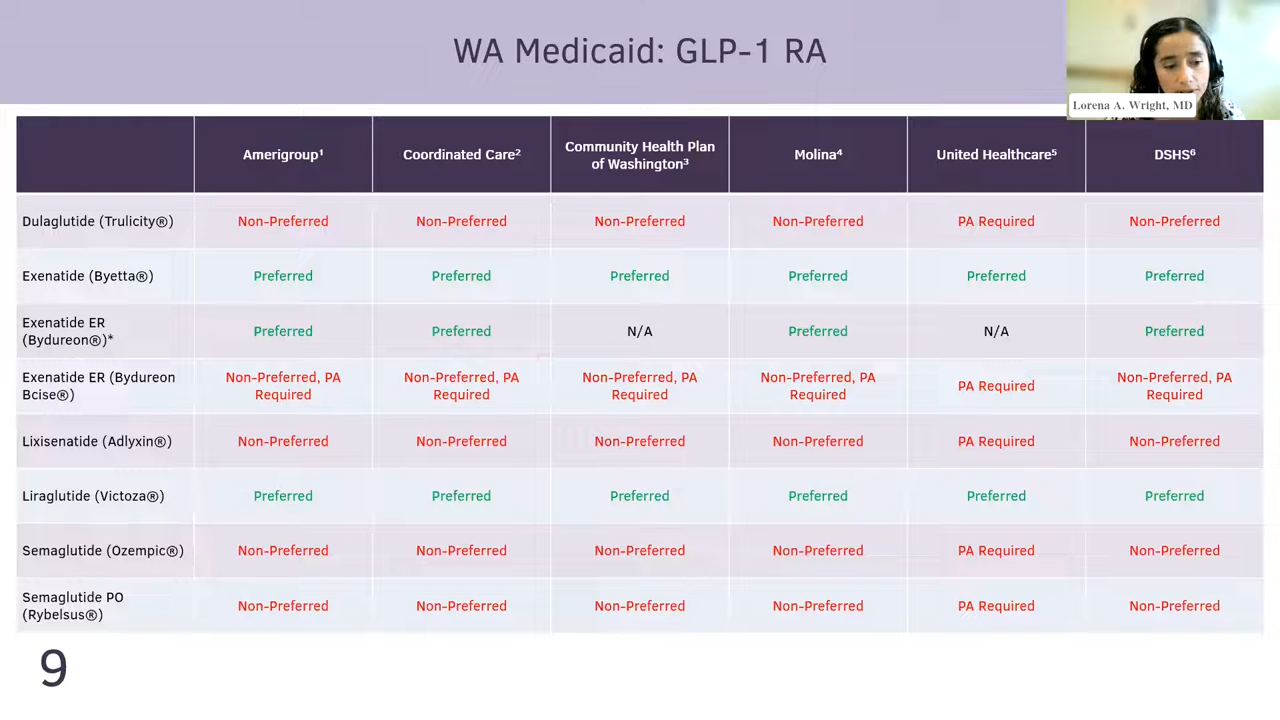 WA Medicaid: GLP-1 RA
Lorena A. Wright, MD
Amerigroup¹
Coordinated Care²
Community Health Plan
of Washington³
Molina⁴
United Healthcare⁵
DSHS⁶
Dulaglutide (Trulicity®)
Non-Preferred
Non-Preferred
Non-Preferred
Non-Preferred
PA Required
Non-Preferred
Exenatide (Byetta®)
Preferred
Preferred
Preferred
Preferred
Preferred
Preferred
Exenatide ER
(Bydureon®)*
Preferred
Preferred
N/A
Preferred
N/A
Preferred
Exenatide ER (Bydureon
Bcise®)
Non-Preferred, PA
Required
Non-Preferred, PA
Required
Non-Preferred, PA
Required
Non-Preferred, PA
Required
PA Required
Non-Preferred, PA
Required
Lixisenatide (Adlyxin®)
Non-Preferred
Non-Preferred
Non-Preferred
Non-Preferred
PA Required
Non-Preferred
Liraglutide (Victoza®)
Preferred
Preferred
Preferred
Preferred
Preferred
Preferred
Semaglutide (Ozempic®)
Non-Preferred
Non-Preferred
Non-Preferred
Non-Preferred
PA Required
Non-Preferred
Semaglutide PO
(Rybelsus®)
Non-Preferred
Non-Preferred
Non-Preferred
Non-Preferred
PA Required
Non-Preferred
9